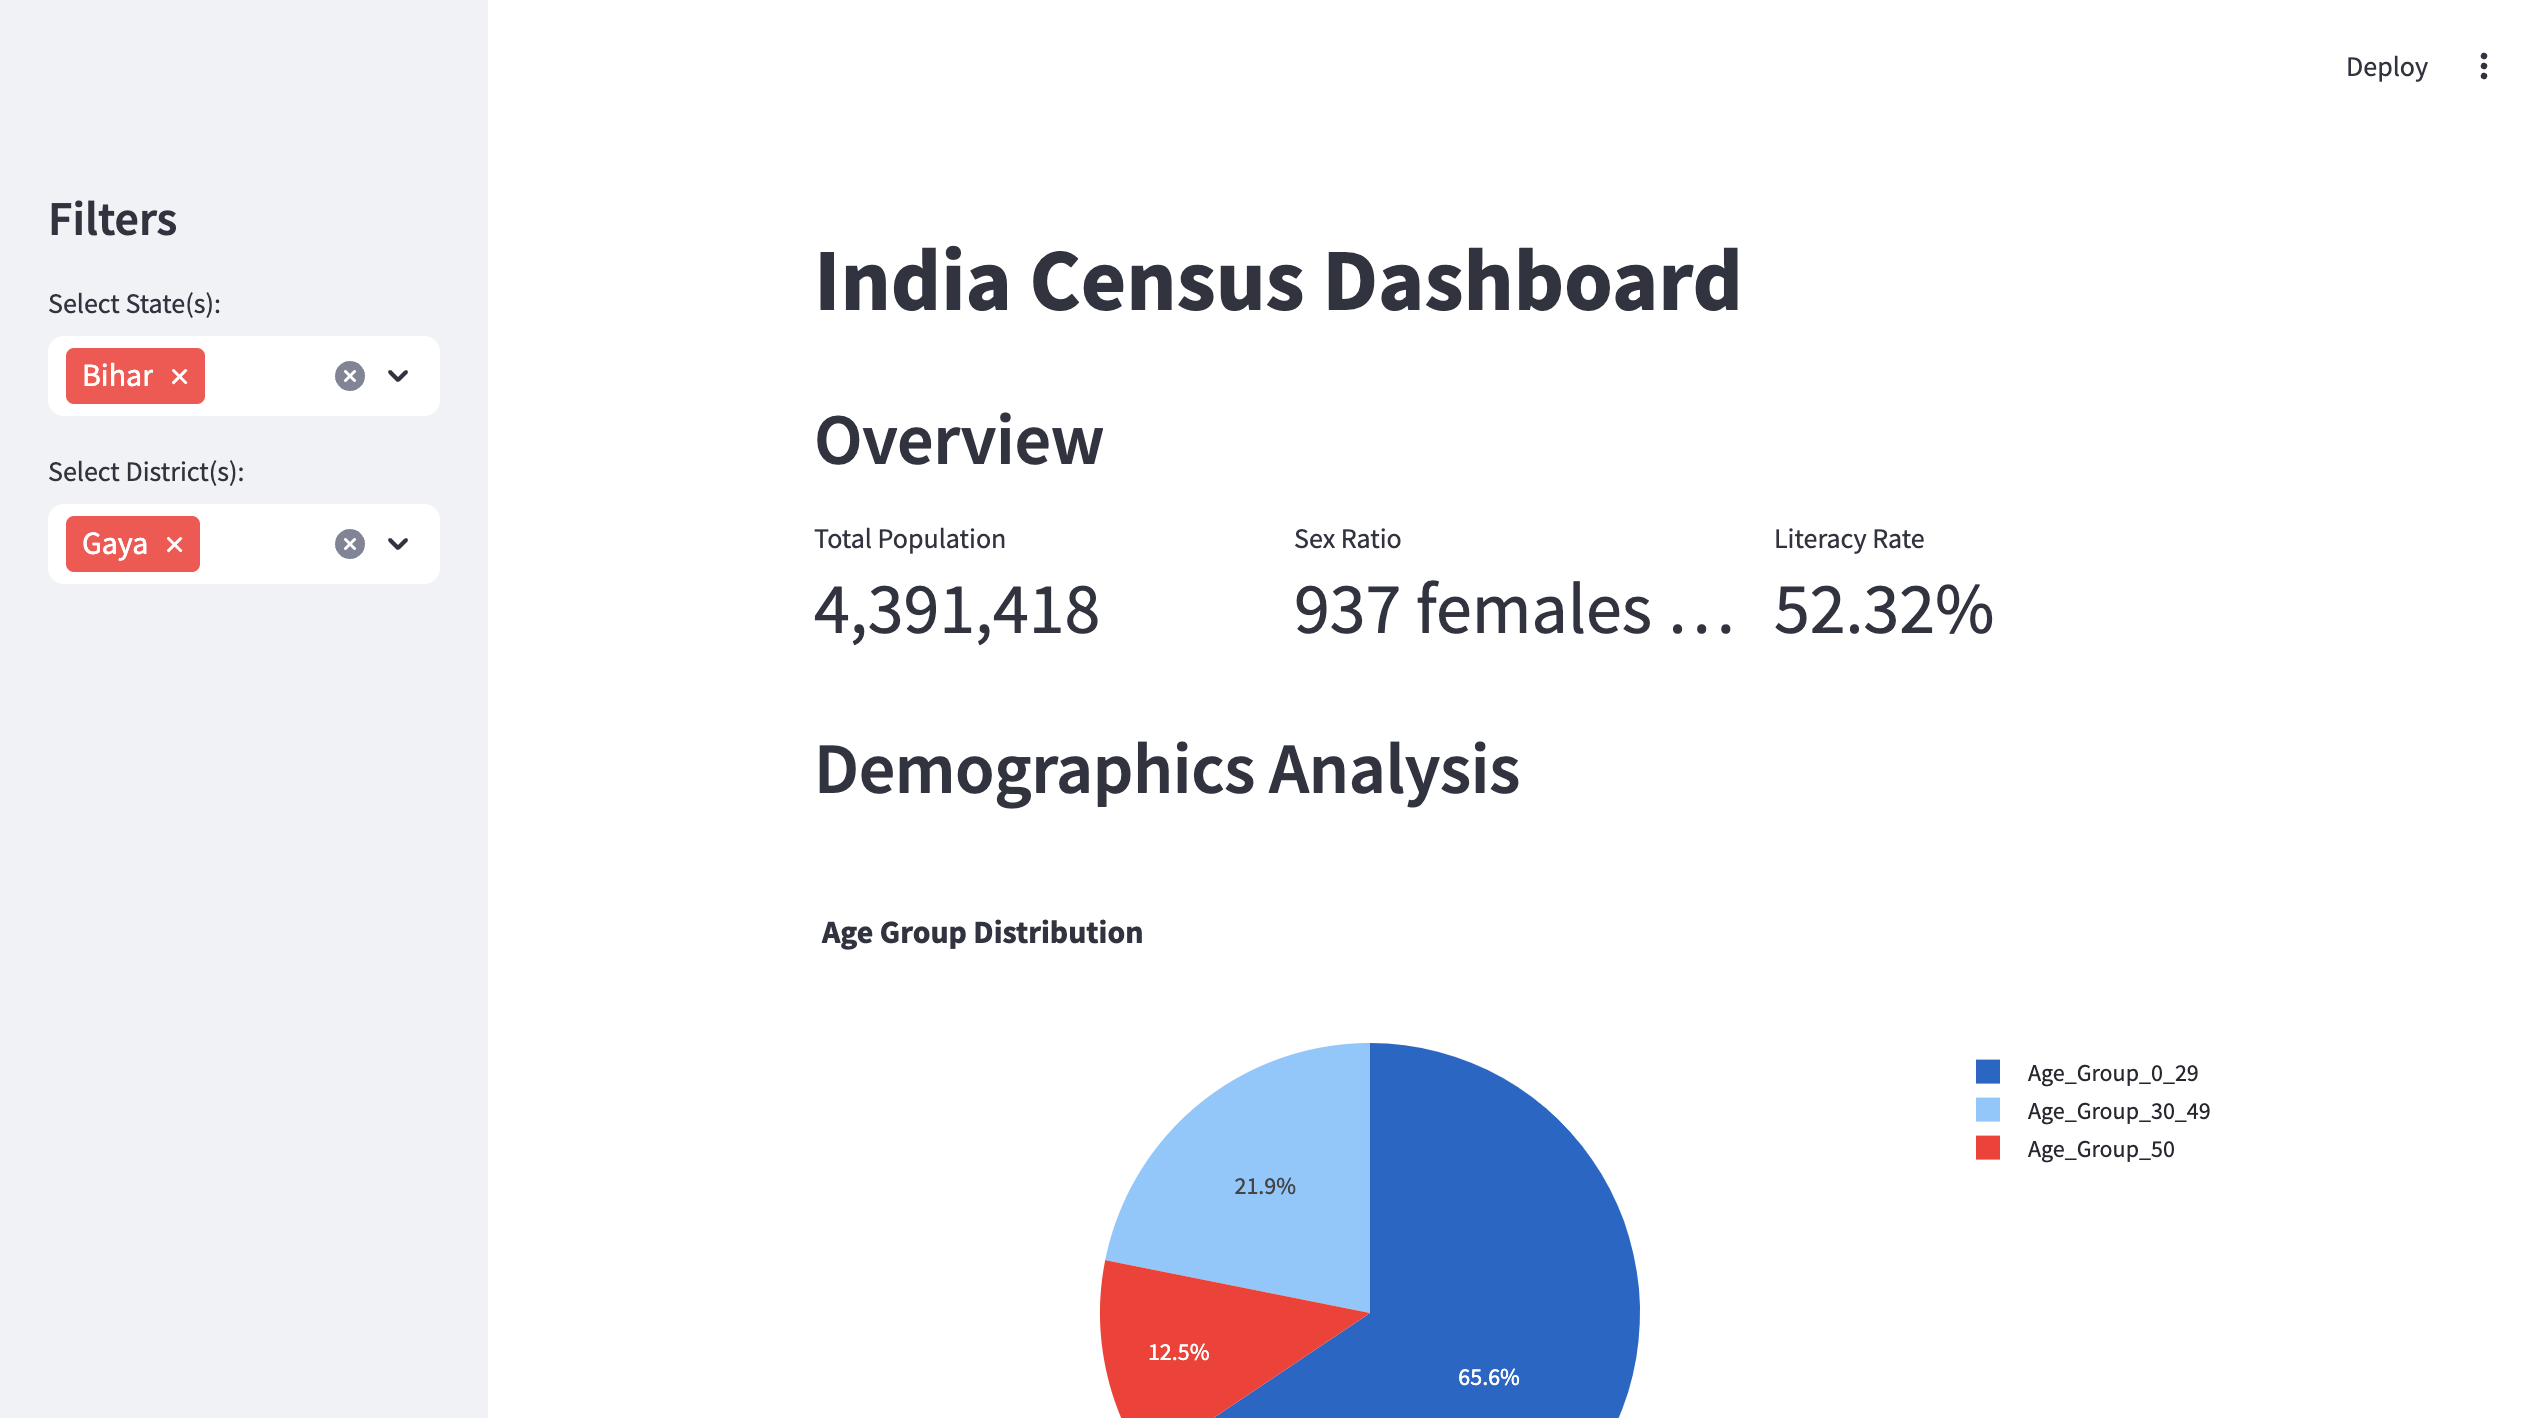 Deploy
Filters
Select State(s):
Bihar
Select District(s):
Gaya
India Census Dashboard
Overview
Total Population
4,391,418
Sex Ratio
937 females …
Literacy Rate
52.32%
Demographics Analysis
Age Group Distribution
Age_Group_0_29
Age_Group_30_49
Age_Group_50
21.9%
12.5%
65.6%